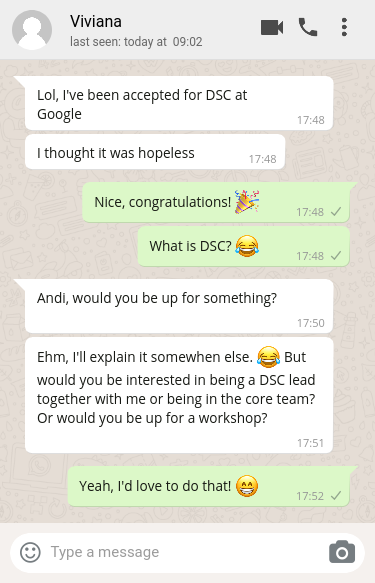 Viviana
last seen: today at 09:02
Lol, I've been accepted for DSC at
Google
17:48
I thought it was hopeless
17:48
Nice, congratulations! 🎉
17:48
What is DSC? 😂
17:48
Andi, would you be up for something?
17:50
Ehm, I'll explain it somewhen else. 😂 But
would you be interested in being a DSC lead
together with me or being in the core team?
Or would you be up for a workshop?
17:51
Yeah, I'd love to do that! 😁
17:52
Type a message